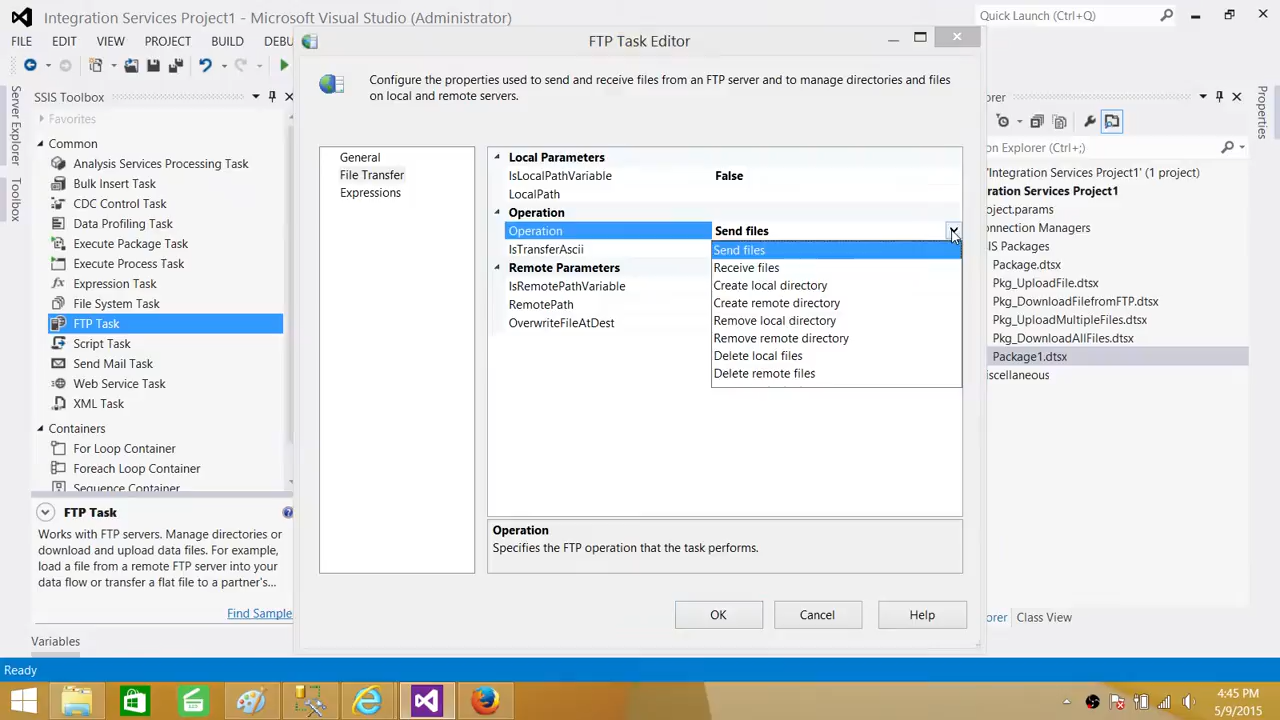 Integration Services Project1 - Microsoft Visual Studio (Administrator)
Quick Launch (Ctrl+Q)
FILE EDIT VIEW PROJECT BUILD DEBU
FTP Task Editor
SSIS Toolbox
Favorites
Common
Analysis Services Processing Task
Bulk Insert Task
CDC Control Task
Data Profiling Task
Execute Package Task
Execute Process Task
Expression Task
File System Task
FTP Task
Script Task
Send Mail Task
Web Service Task
XML Task
Containers
For Loop Container
Foreach Loop Container
Sequence Container
FTP Task
Works with FTP servers. Manage directories or
download and upload data files. For example,
load a file from a remote FTP server into your
data flow or transfer a flat file to a partner's...
Find Sample
Variables
Server Explorer
Toolbox
Configure the properties used to send and receive files from an FTP server and to manage directories and files
on local and remote servers.
General
File Transfer
Expressions
Local Parameters
IsLocalPathVariable False
LocalPath
Operation
Operation Send files
IsTransferAscii
Remote Parameters
IsRemotePathVariable
RemotePath
OverwriteFileAtDest
Send files
Receive files
Create local directory
Create remote directory
Remove local directory
Remove remote directory
Delete local files
Delete remote files
Operation
Specifies the FTP operation that the task performs.
OK Cancel Help
orer
on Explorer (Ctrl+;)
'Integration Services Project1' (1 project)
ration Services Project1
oject.params
onnection Managers
SIS Packages
Package.dtsx
Pkg_UploadFile.dtsx
Pkg_DownloadFilefromFTP.dtsx
Pkg_UploadMultipleFiles.dtsx
Pkg_DownloadAllFiles.dtsx
Package1.dtsx
iscellaneous
orer Class View
Properties
Ready
4:45 PM
5/9/2015